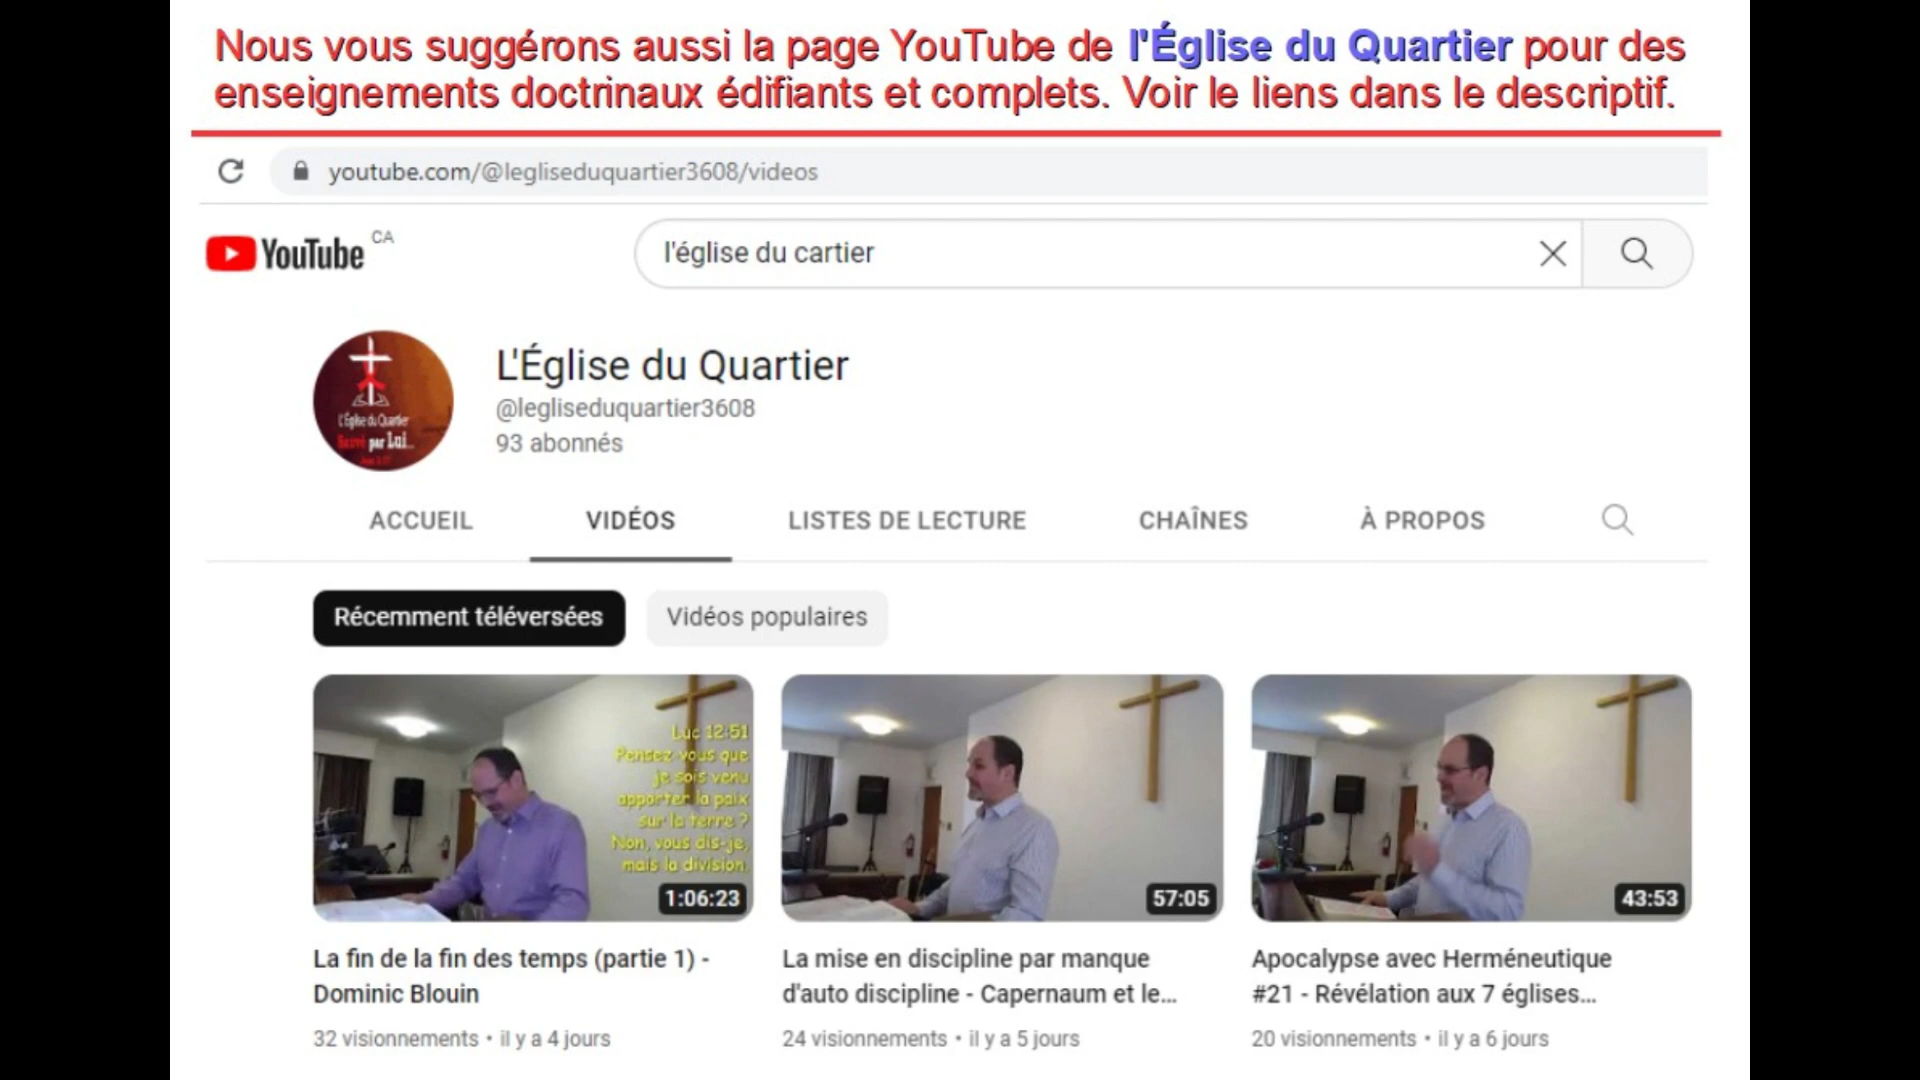 Nous vous suggérons aussi la page YouTube de l'Église du Quartier pour des
enseignements doctrinaux édifiants et complets. Voir le liens dans le descriptif.
youtube.com/@legliseduquartier3608/videos
YouTube CA
l'église du cartier
L'Église du Quartier
@legliseduquartier3608
93 abonnés
L'Église du Quartier
Sauvé par Lui...
ACCUEIL VIDÉOS LISTES DE LECTURE CHAÎNES À PROPOS
Récemment téléversées Vidéos populaires
Luc 12:51
Pensez-vous que
je sois venu
apporter la paix
sur la terre ?
Non, vous dis-je,
mais la division.
1:06:23
57:05
43:53
La fin de la fin des temps (partie 1) -
Dominic Blouin
32 visionnements • il y a 4 jours
La mise en discipline par manque
d'auto discipline - Capernaum et le...
24 visionnements • il y a 5 jours
Apocalypse avec Herméneutique
#21 - Révélation aux 7 églises...
20 visionnements • il y a 6 jours